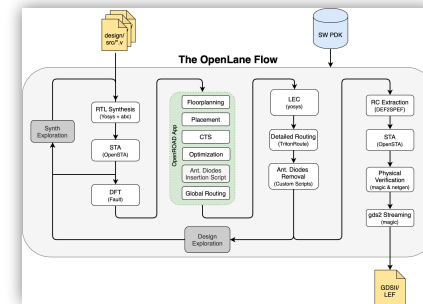 design/
src/*.v
SW PDK
The OpenLane Flow
Synth
Exploration
RTL Synthesis
(Yosys + abc)
STA
(OpenSTA)
DFT
(Fault)
OpenROAD App
Floorplanning
Placement
CTS
Optimization
Ant. Diodes
Insertion Script
Global Routing
LEC
(yosys)
Detailed Routing
(TritonRoute)
Ant. Diodes
Removal
(Custom Scripts)
Design
Exploration
RC Extraction
(DEF2SPEF)
STA
(OpenSTA)
Physical
Verification
(magic & netgen)
gds2 Streaming
(magic)
GDSII/
LEF